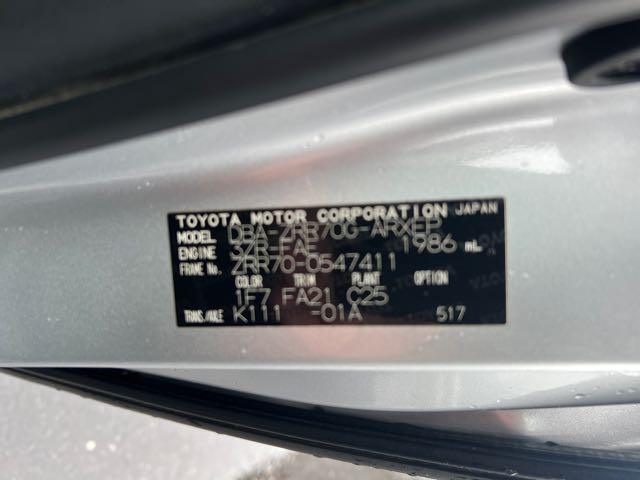 TOYOTA MOTOR CORPORATION JAPAN
MODEL DBA-ZRR70G-ARXEP
ENGINE 3ZR-FAE 1986 mL
FRAME No. ZRR70-0547411
COLOR TRIM PLANT OPTION
1F7 FA21 C25
TRANS./AXLE K111 -01A 517